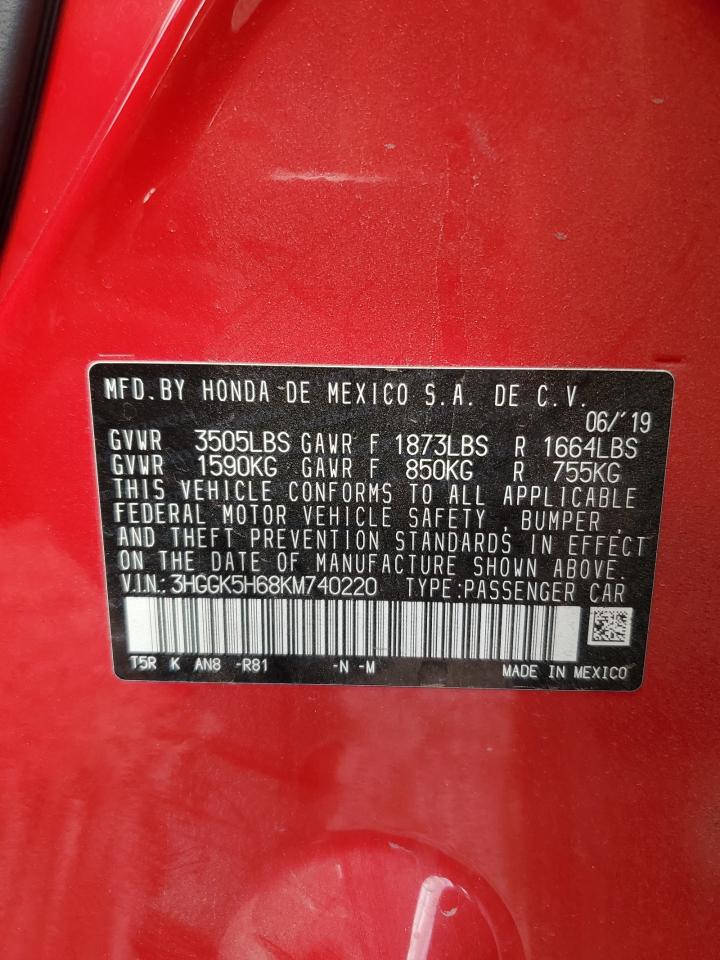 MFD.BY HONDA DE MEXICO S.A. DE C.V.
06/'19
GVWR 3505LBS GAWR F 1873LBS R 1664LBS
GVWR 1590KG GAWR F 850KG R 755KG
THIS VEHICLE CONFORMS TO ALL APPLICABLE
FEDERAL MOTOR VEHICLE SAFETY , BUMPER ,
AND THEFT PREVENTION STANDARDS IN EFFECT
ON THE DATE OF MANUFACTURE SHOWN ABOVE.
V.I.N.: 3HGGK5H68KM740220 TYPE:PASSENGER CAR
T5R K AN8 -R81 -N -M MADE IN MEXICO